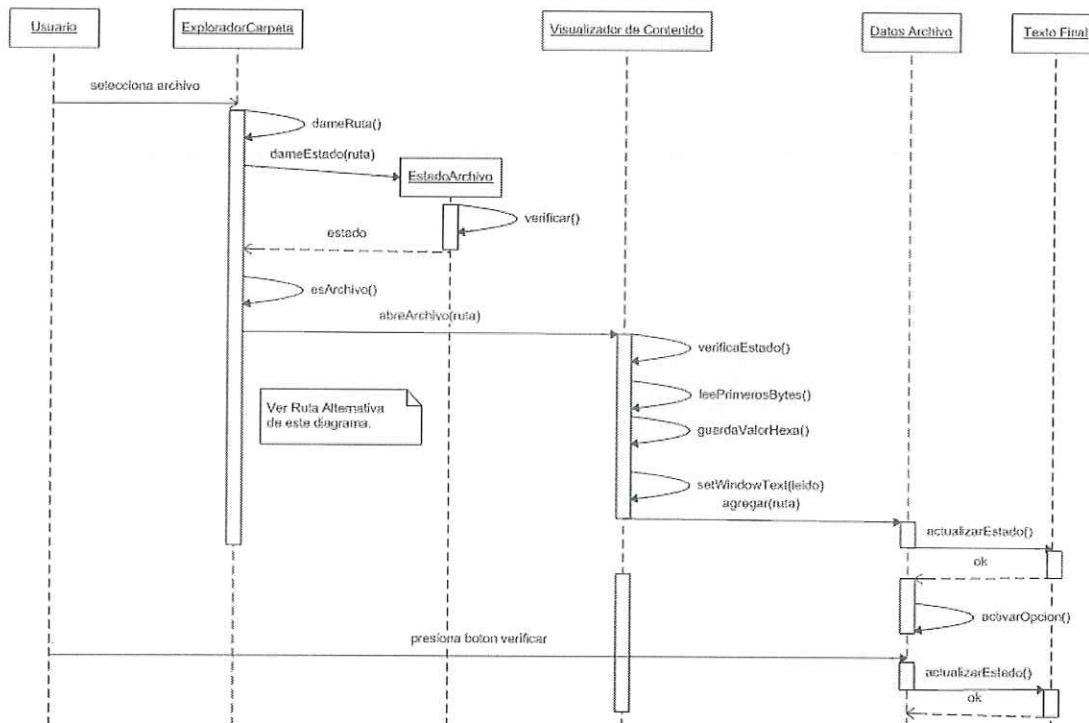 Usuario
ExploradorCarpeta
Visualizador de Contenido
Datos Archivo
Texto Final
selecciona archivo
dameRuta()
dameEstado(ruta)
EstadoArchivo
verificar()
estado
esArchivo()
abreArchivo(ruta)
verificaEstado()
leePrimerosBytes()
Ver Ruta Alternativa
de este diagrama.
guardaValorHexa()
setWindowText(leido)
agregar(ruta)
actualizarEstado()
ok
activarOpcion()
presiona boton verificar
actualizarEstado()
ok